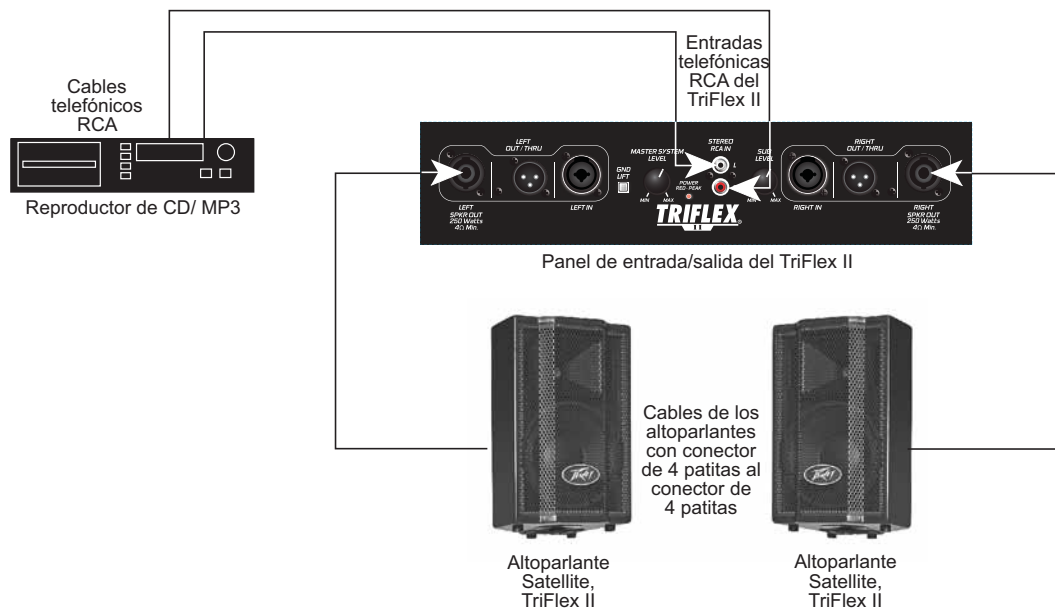 Cables
telefónicos
RCA
Reproductor de CD/ MP3
Entradas
telefónicas
RCA del
TriFlex II
LEFT
OUT / THRU
LEFT
SPKR OUT
250 Watts
4Ω Min.
LEFT IN
GND
LIFT
MASTER SYSTEM
LEVEL
MIN MAX
POWER
RED - PEAK
STEREO
RCA IN
L
SUB
LEVEL
MIN MAX
TRIFLEX
II
RIGHT IN
RIGHT
OUT / THRU
RIGHT
SPKR OUT
250 Watts
4Ω Min.
Panel de entrada/salida del TriFlex II
Cables de los
altoparlantes
con conector
de 4 patitas al
conector de
4 patitas
PEAVEY
Altoparlante
Satellite,
TriFlex II
PEAVEY
Altoparlante
Satellite,
TriFlex II